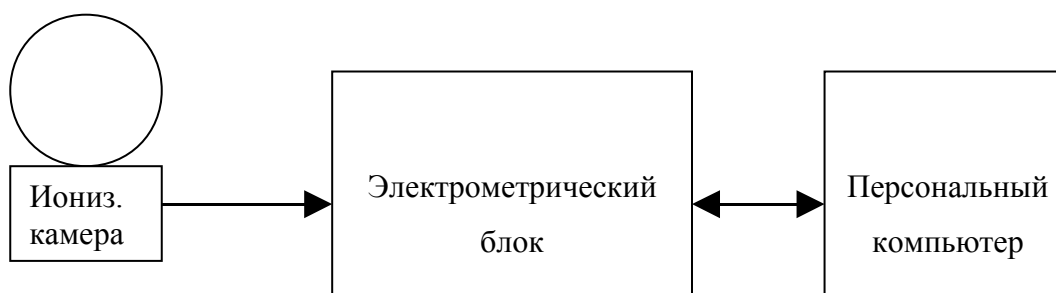 Иониз.
камера
Электрометрический
блок
Персональный
компьютер